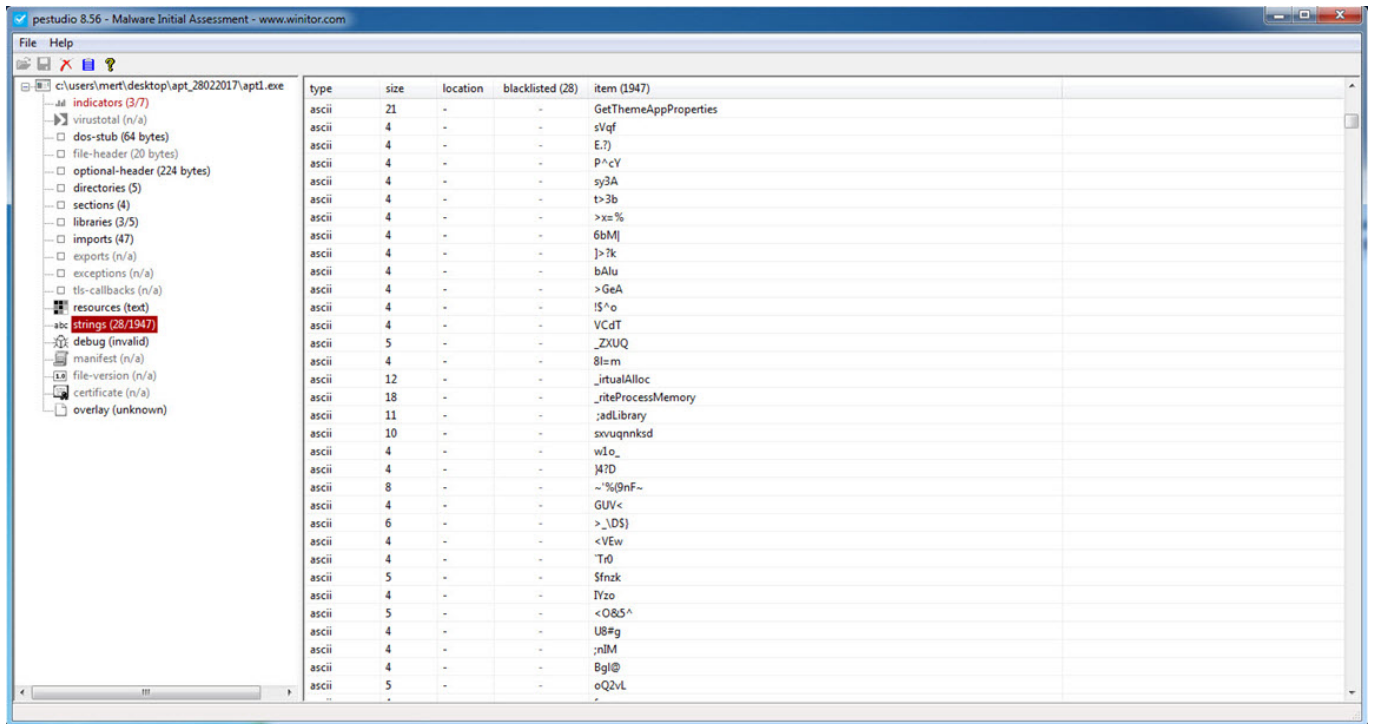 pestudio 8.56 - Malware Initial Assessment - www.winitor.com
File Help
c:\users\mert\desktop\apt_28022017\apt1.exe
indicators (3/7)
virustotal (n/a)
dos-stub (64 bytes)
file-header (20 bytes)
optional-header (224 bytes)
directories (5)
sections (4)
libraries (3/5)
imports (47)
exports (n/a)
exceptions (n/a)
tls-callbacks (n/a)
resources (text)
abc strings (28/1947)
debug (invalid)
manifest (n/a)
1.0 file-version (n/a)
certificate (n/a)
overlay (unknown)
type size location blacklisted (28) item (1947)
ascii 21 - - GetThemeAppProperties
ascii 4 - - sVqf
ascii 4 - - E.?)
ascii 4 - - P^cY
ascii 4 - - sy3A
ascii 4 - - t>3b
ascii 4 - - >x=%
ascii 4 - - 6bM|
ascii 4 - - ]>?k
ascii 4 - - bAlu
ascii 4 - - >GeA
ascii 4 - - !$^o
ascii 4 - - VCdT
ascii 5 - - _ZXUQ
ascii 4 - - 8l=m
ascii 12 - - _irtualAlloc
ascii 18 - - _riteProcessMemory
ascii 11 - - ;adLibrary
ascii 10 - - sxvuqnnksd
ascii 4 - - w1o_
ascii 4 - - }4?D
ascii 8 - - ~'%(9nF~
ascii 4 - - GUV<
ascii 6 - - >_\D$}
ascii 4 - - <VEw
ascii 4 - - `Tr0
ascii 5 - - $fnzk
ascii 4 - - IYzo
ascii 5 - - <O&5^
ascii 4 - - U8#g
ascii 4 - - ;nIM
ascii 4 - - Bgl@
ascii 5 - - oQ2vL